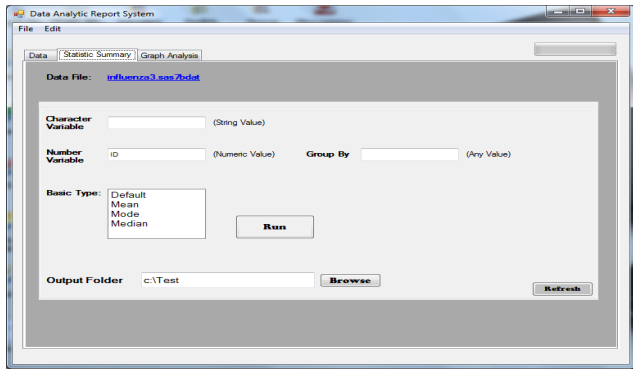 Data Analytic Report System
File Edit
Data Statistic Summary Graph Analysis
Data File: influenza3.sas7bdat
Character Variable (String Value)
Number Variable ID (Numeric Value) Group By (Any Value)
Basic Type: Default
Mean
Mode
Median
Run
Output Folder c:\Test Browse
Refresh